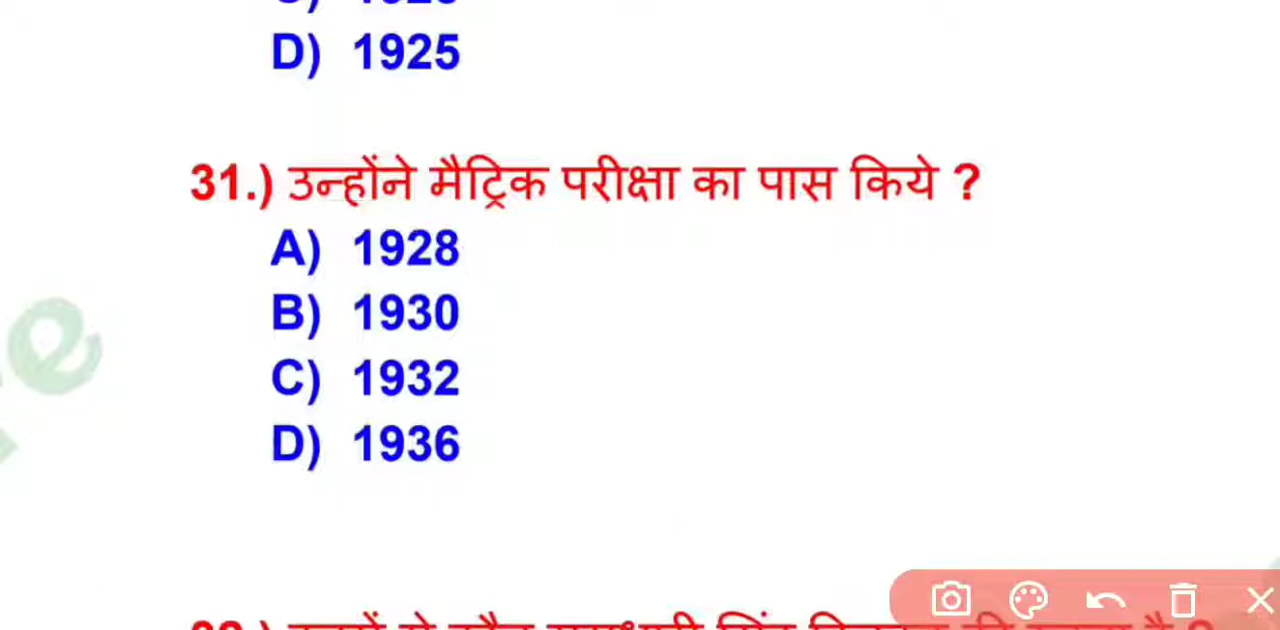 D) 1925
31.) उन्होंने मैट्रिक परीक्षा का पास किये ?
A) 1928
B) 1930
C) 1932
D) 1936